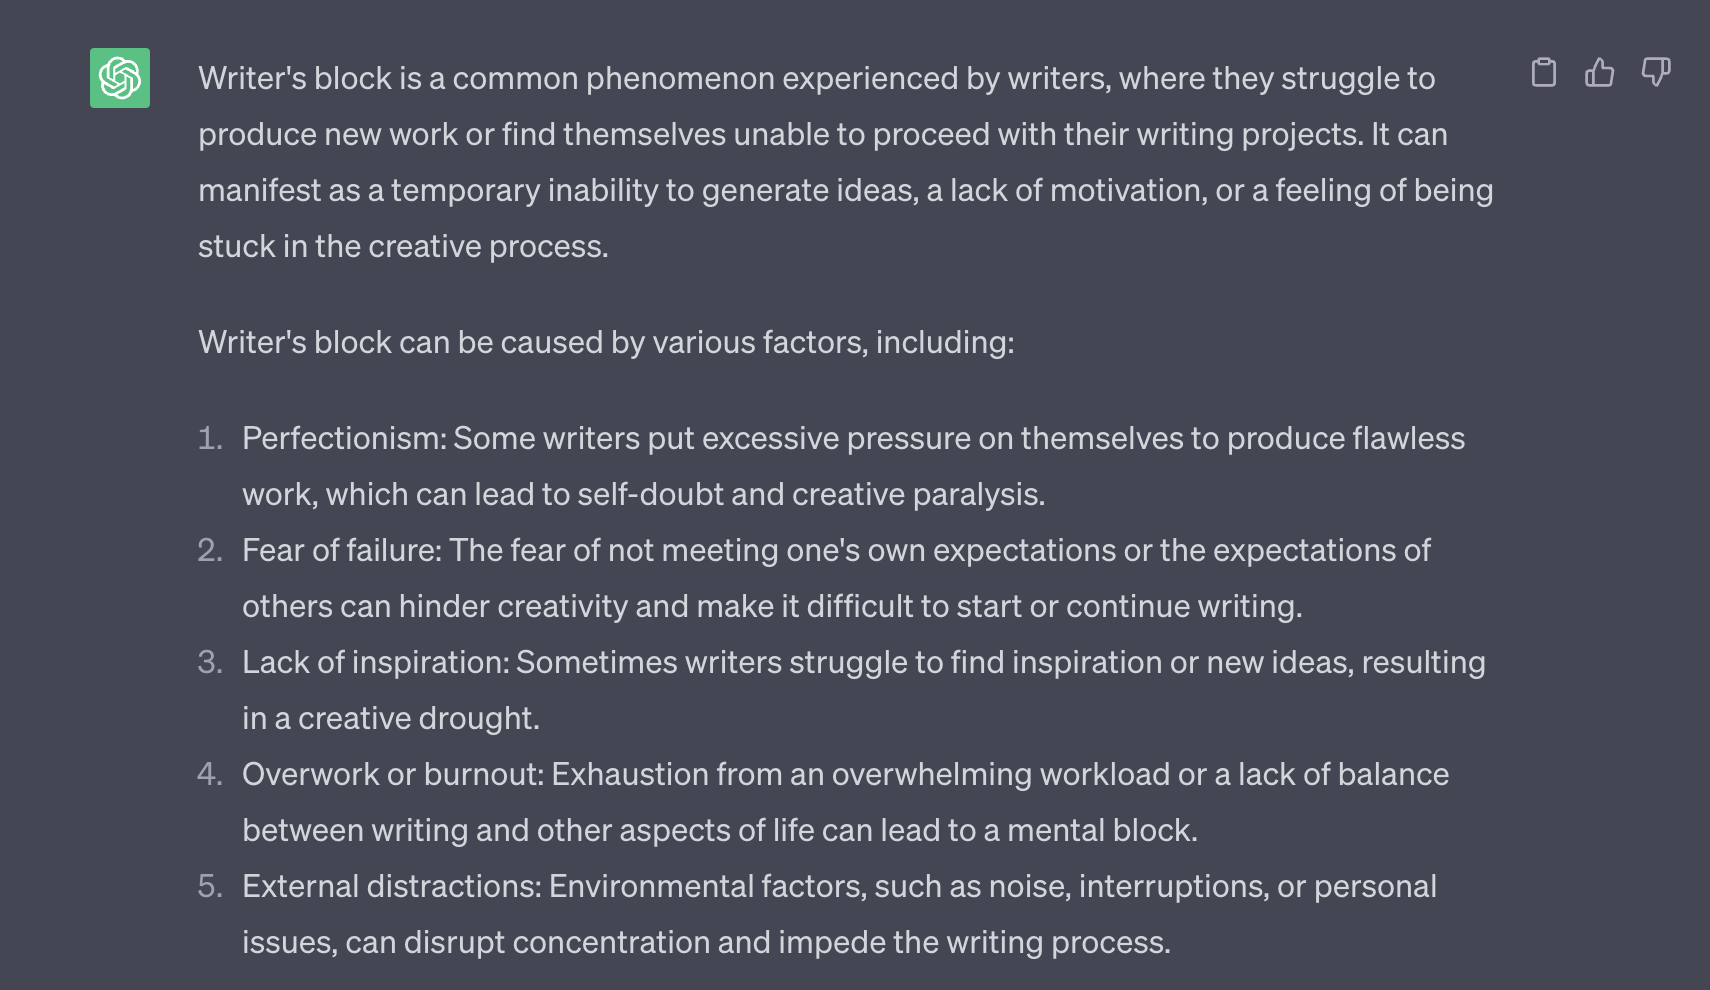 Writer's block is a common phenomenon experienced by writers, where they struggle to
produce new work or find themselves unable to proceed with their writing projects. It can
manifest as a temporary inability to generate ideas, a lack of motivation, or a feeling of being
stuck in the creative process.
Writer's block can be caused by various factors, including:
1. Perfectionism: Some writers put excessive pressure on themselves to produce flawless
work, which can lead to self-doubt and creative paralysis.
2. Fear of failure: The fear of not meeting one's own expectations or the expectations of
others can hinder creativity and make it difficult to start or continue writing.
3. Lack of inspiration: Sometimes writers struggle to find inspiration or new ideas, resulting
in a creative drought.
4. Overwork or burnout: Exhaustion from an overwhelming workload or a lack of balance
between writing and other aspects of life can lead to a mental block.
5. External distractions: Environmental factors, such as noise, interruptions, or personal
issues, can disrupt concentration and impede the writing process.